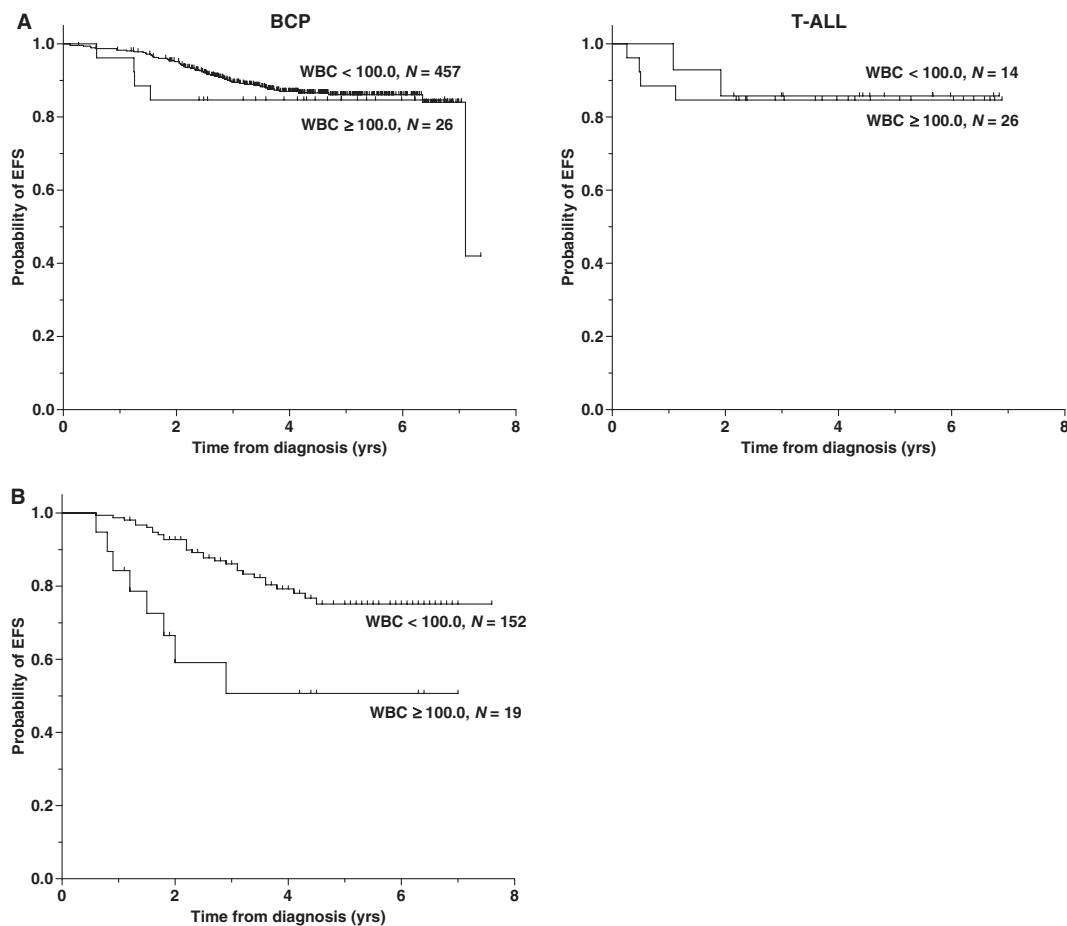 A
BCP
1.0
0.8
0.6
0.4
0.2
0.0
Probability of EFS
WBC < 100.0, N = 457
WBC ≥ 100.0, N = 26
0 2 4 6 8
Time from diagnosis (yrs)
T-ALL
1.0
0.8
0.6
0.4
0.2
0.0
Probability of EFS
WBC < 100.0, N = 14
WBC ≥ 100.0, N = 26
0 2 4 6 8
Time from diagnosis (yrs)
B
1.0
0.8
0.6
0.4
0.2
0.0
Probability of EFS
WBC < 100.0, N = 152
WBC ≥ 100.0, N = 19
0 2 4 6 8
Time from diagnosis (yrs)